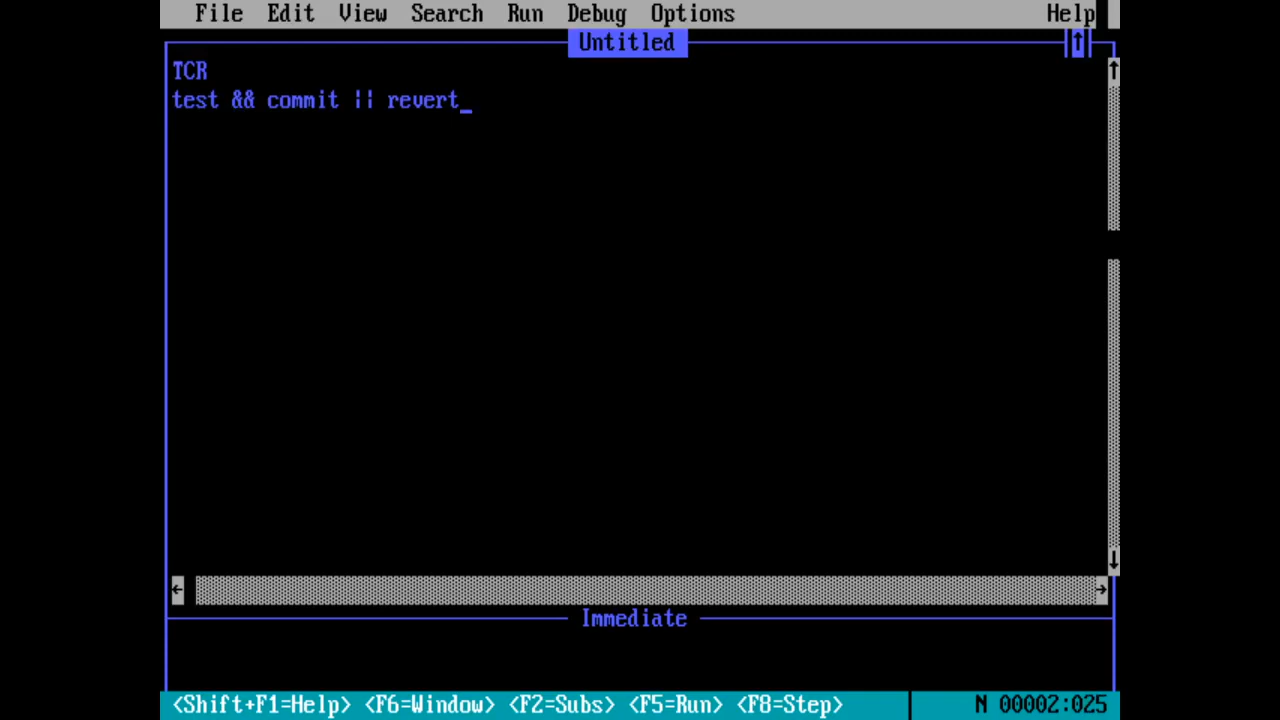 File Edit View Search Run Debug Options Help
Untitled
↑
TCR
test && commit || revert_
↑
↓
← →
Immediate
<Shift+F1=Help> <F6=Window> <F2=Subs> <F5=Run> <F8=Step> N 00002:025